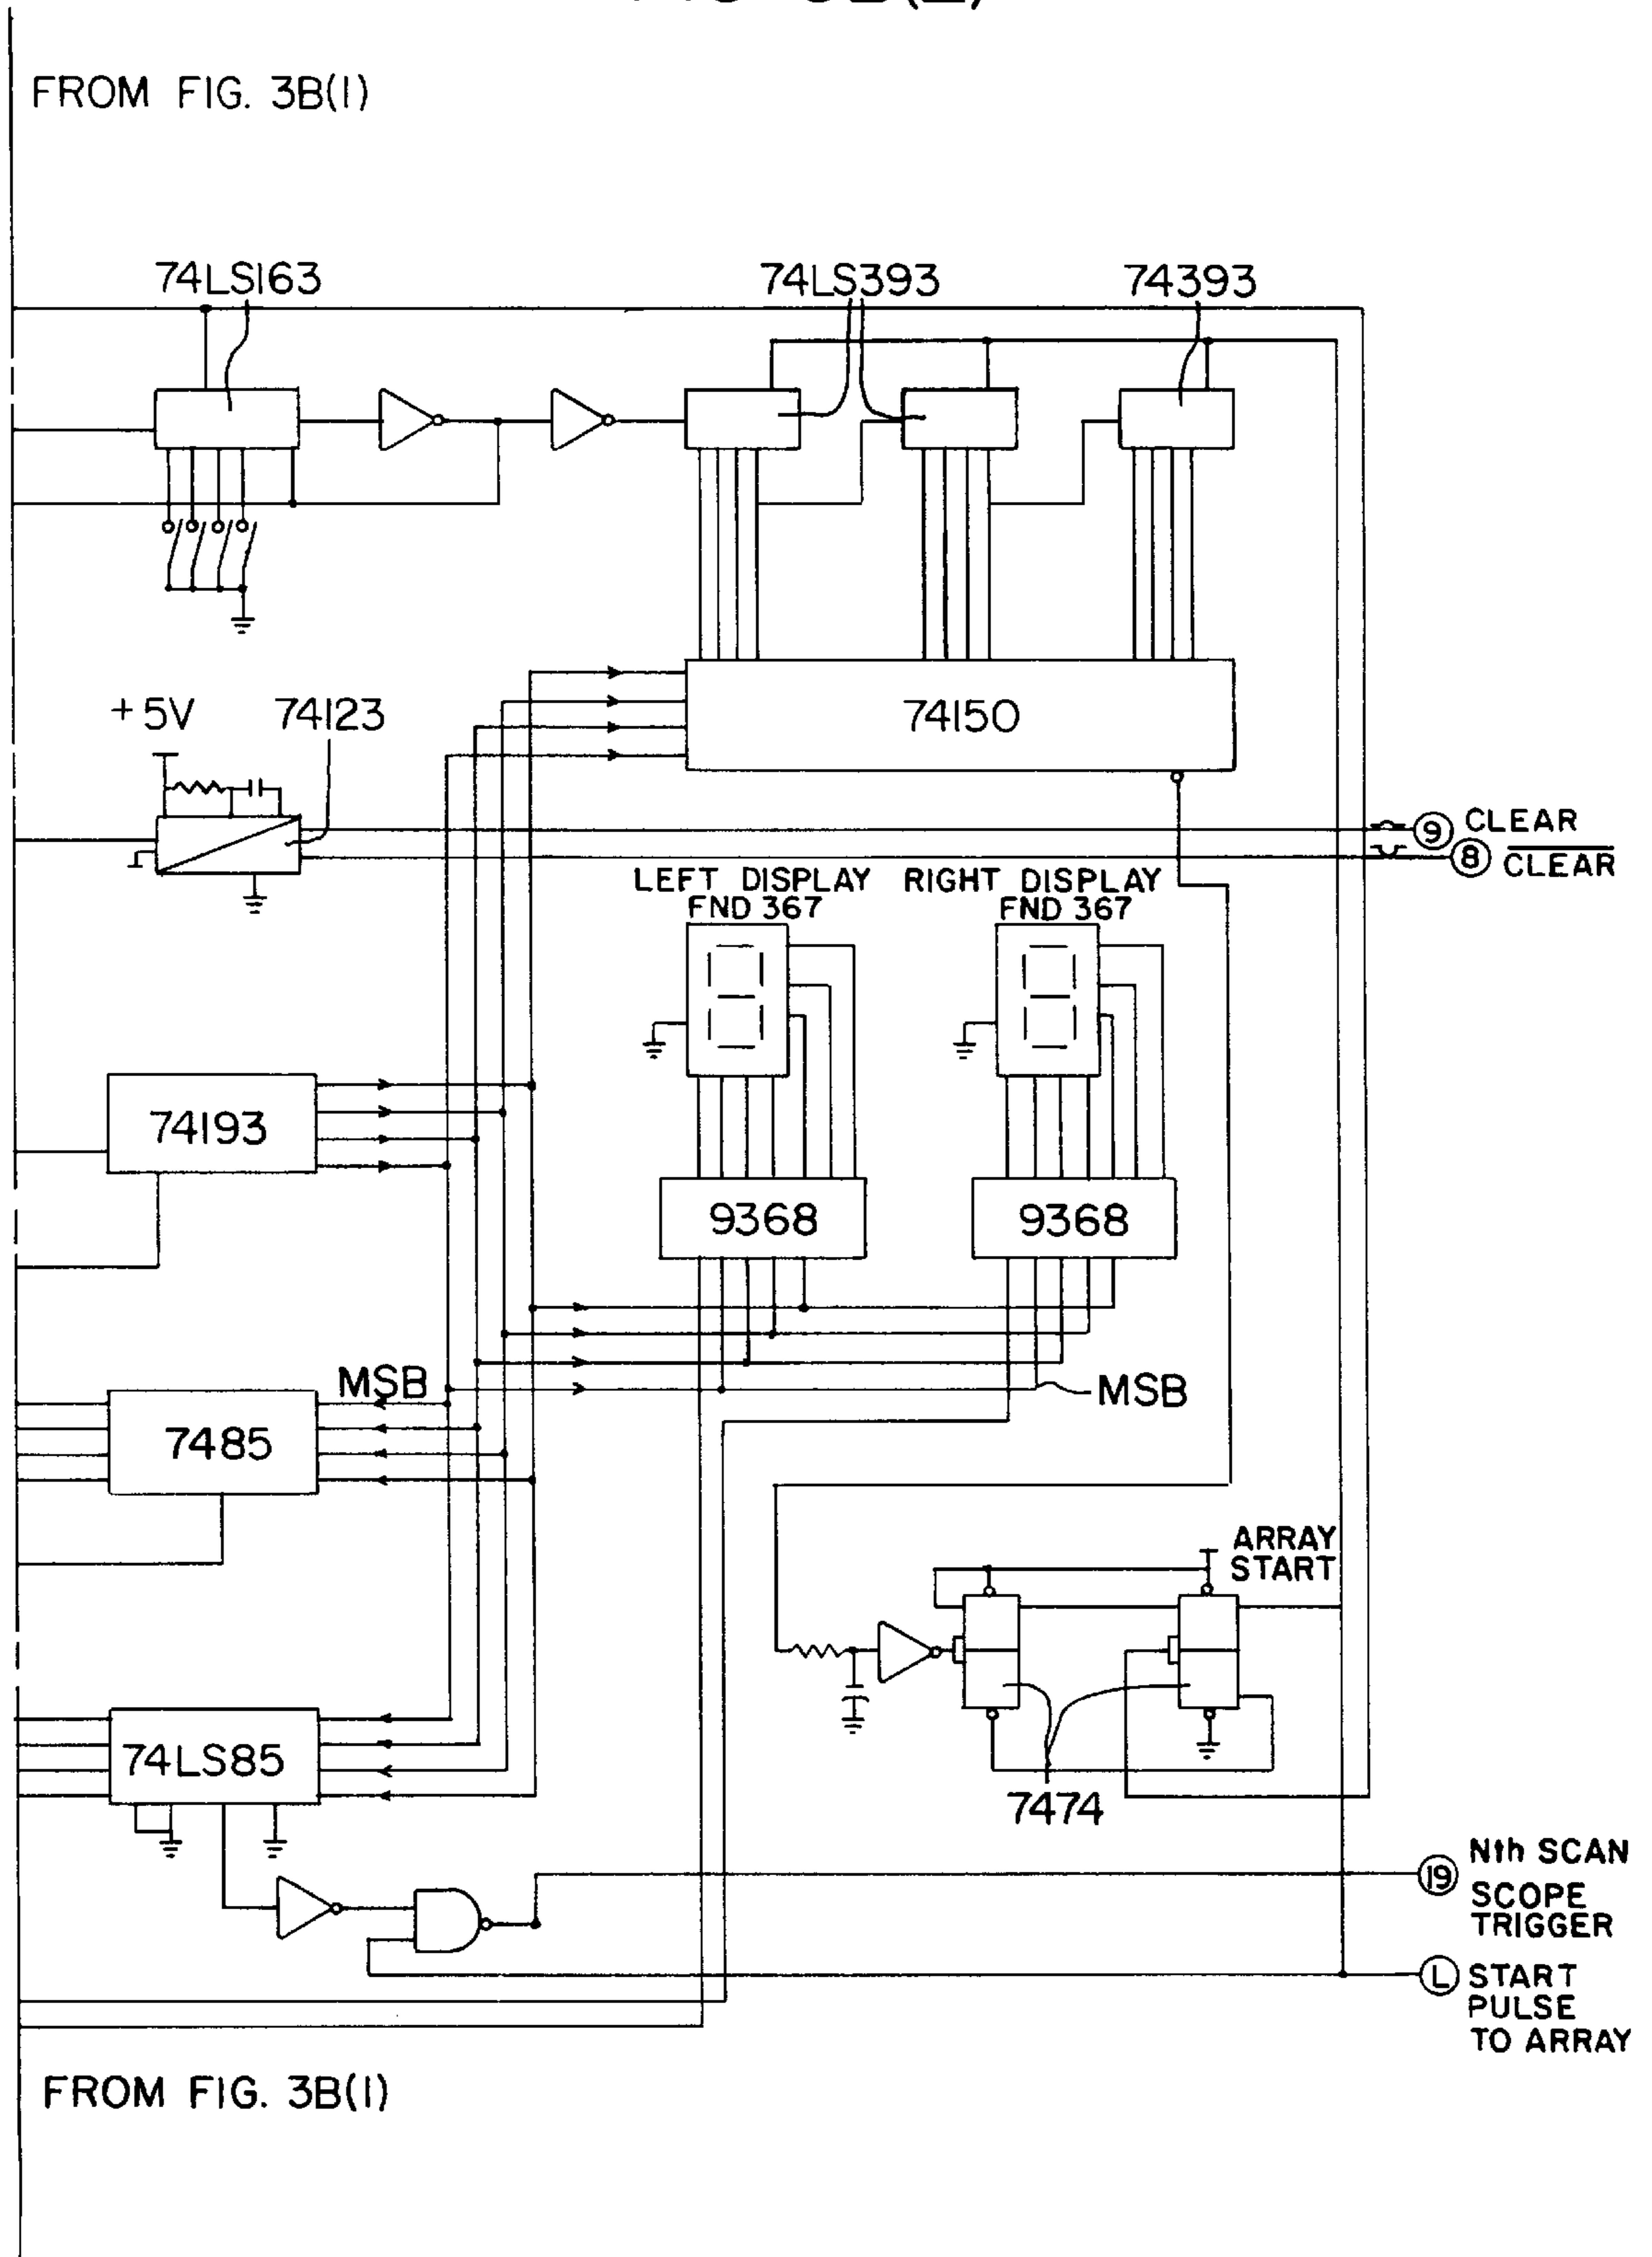 FROM FIG. 3B(1)
74LS163
74LS393
74393
+5V
74123
74150
9 CLEAR
8 CLEAR
LEFT DISPLAY
FND 367
RIGHT DISPLAY
FND 367
74193
9368
9368
MSB
MSB
7485
ARRAY
START
74LS85
7474
19 Nth SCAN
SCOPE
TRIGGER
L START
PULSE
TO ARRAY
FROM FIG. 3B(1)